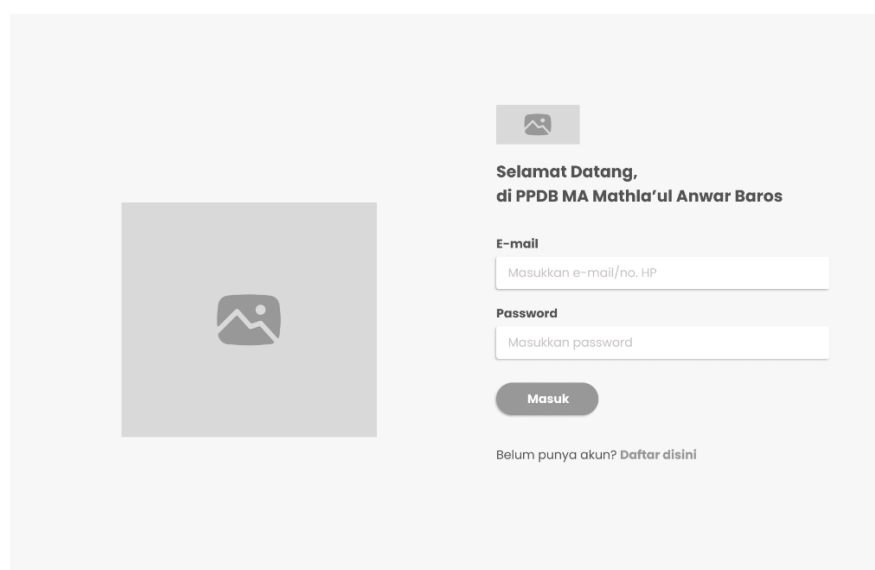 Selamat Datang,
di PPDB MA Mathla’ul Anwar Baros
E-mail
Masukkan e-mail/no. HP
Password
Masukkan password
Masuk
Belum punya akun? Daftar disini